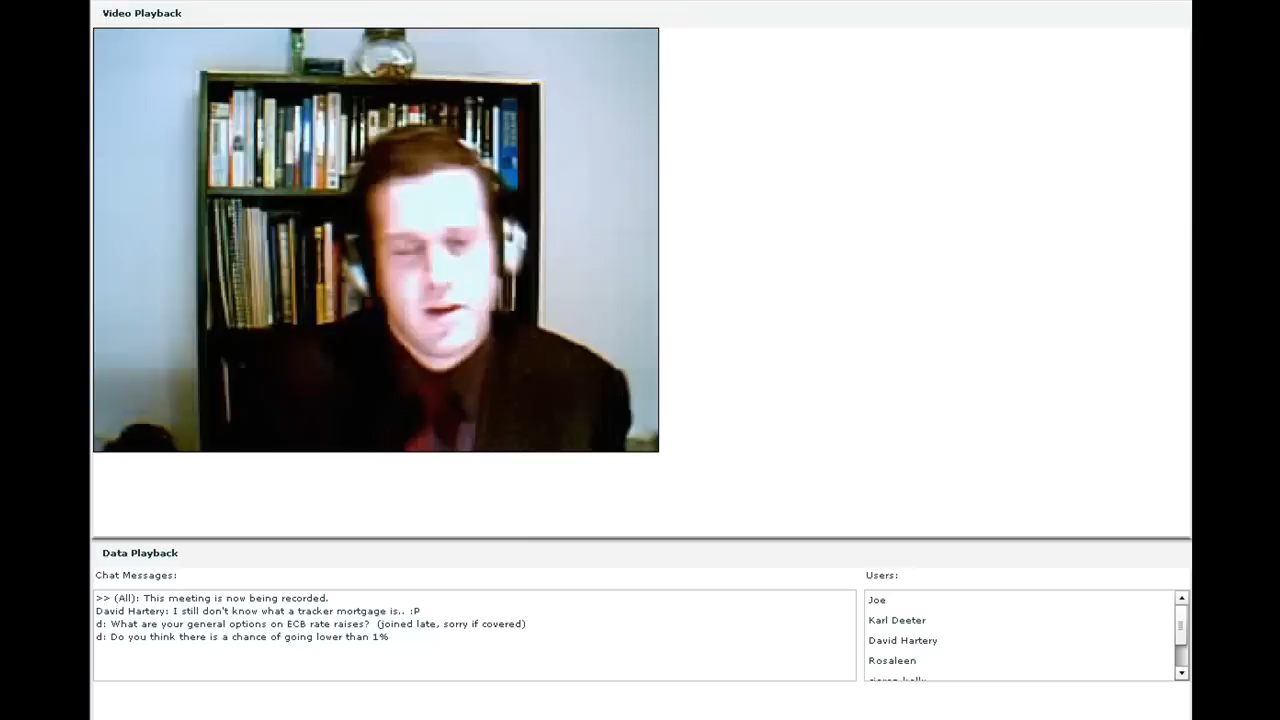 Video Playback
Data Playback
Chat Messages:
Users:
>> (All): This meeting is now being recorded.
David Hartery: I still don't know what a tracker mortgage is.. :P
d: What are your general options on ECB rate raises?  (joined late, sorry if covered)
d: Do you think there is a chance of going lower than 1%
Joe
Karl Deeter
David Hartery
Rosaleen